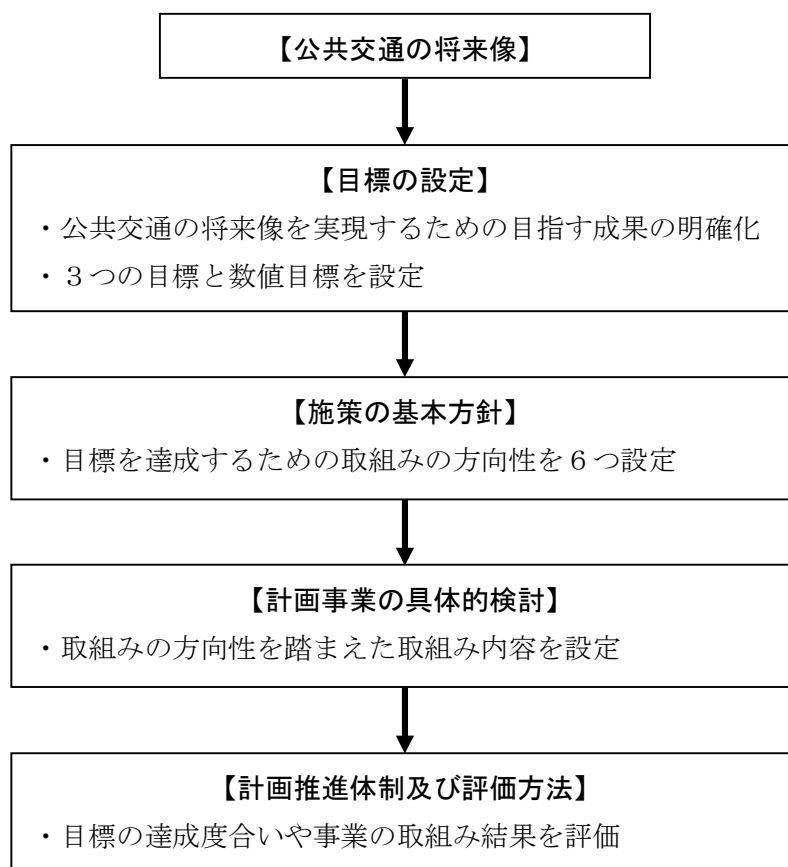 【公共交通の将来像】
【目標の設定】
・公共交通の将来像を実現するための目指す成果の明確化
・３つの目標と数値目標を設定
【施策の基本方針】
・目標を達成するための取組みの方向性を６つ設定
【計画事業の具体的検討】
・取組みの方向性を踏まえた取組み内容を設定
【計画推進体制及び評価方法】
・目標の達成度合いや事業の取組み結果を評価